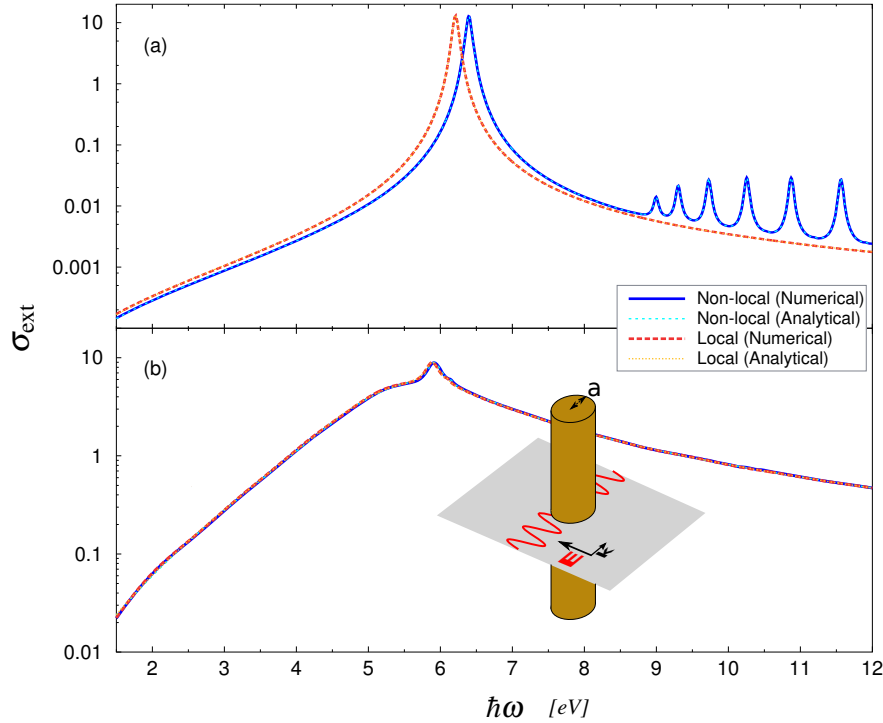 10
(a)
1
0.1
0.01
0.001
σext
Non-local (Numerical)
Non-local (Analytical)
Local (Numerical)
Local (Analytical)
10
(b)
a
1
E k
0.1
0.01
2 3 4 5 6 7 8 9 10 11 12
ħω [eV]